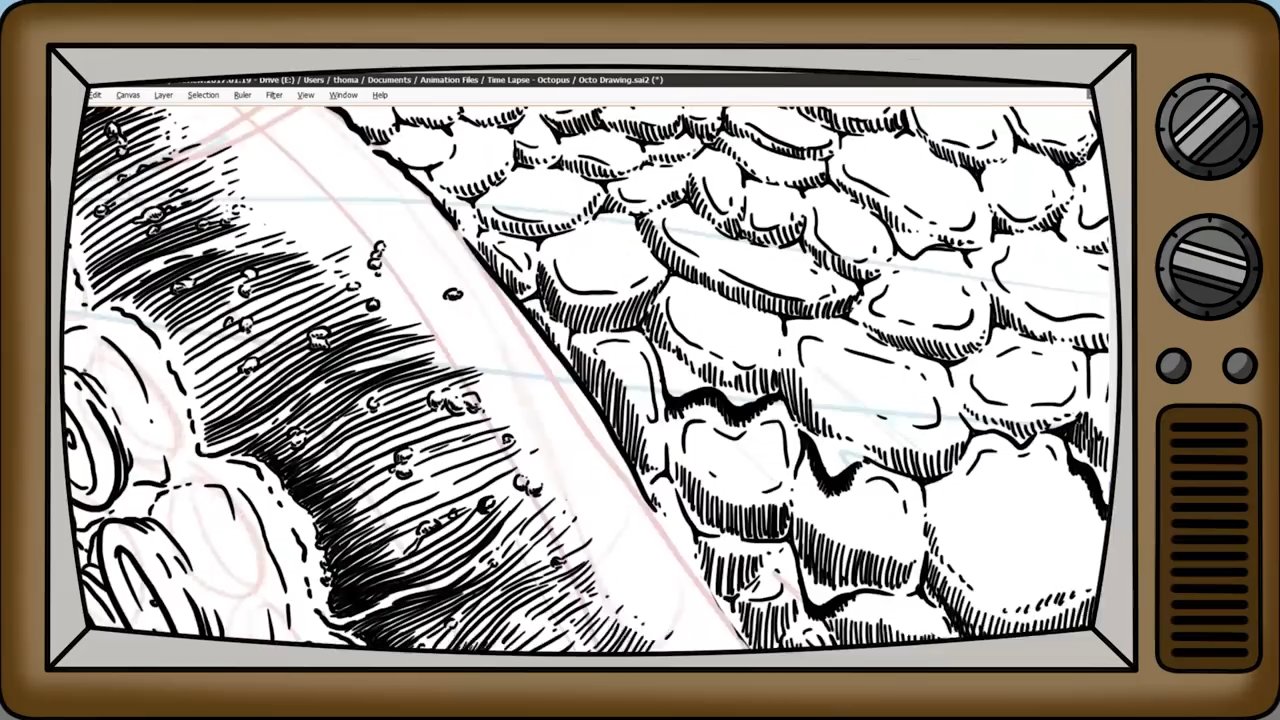 - Drive (E:) / Users / thoma / Documents / Animation Files / Time Lapse - Octopus / Octo Drawing.sai2 (*)
Edit Canvas Layer Selection Ruler Filter View Window Help